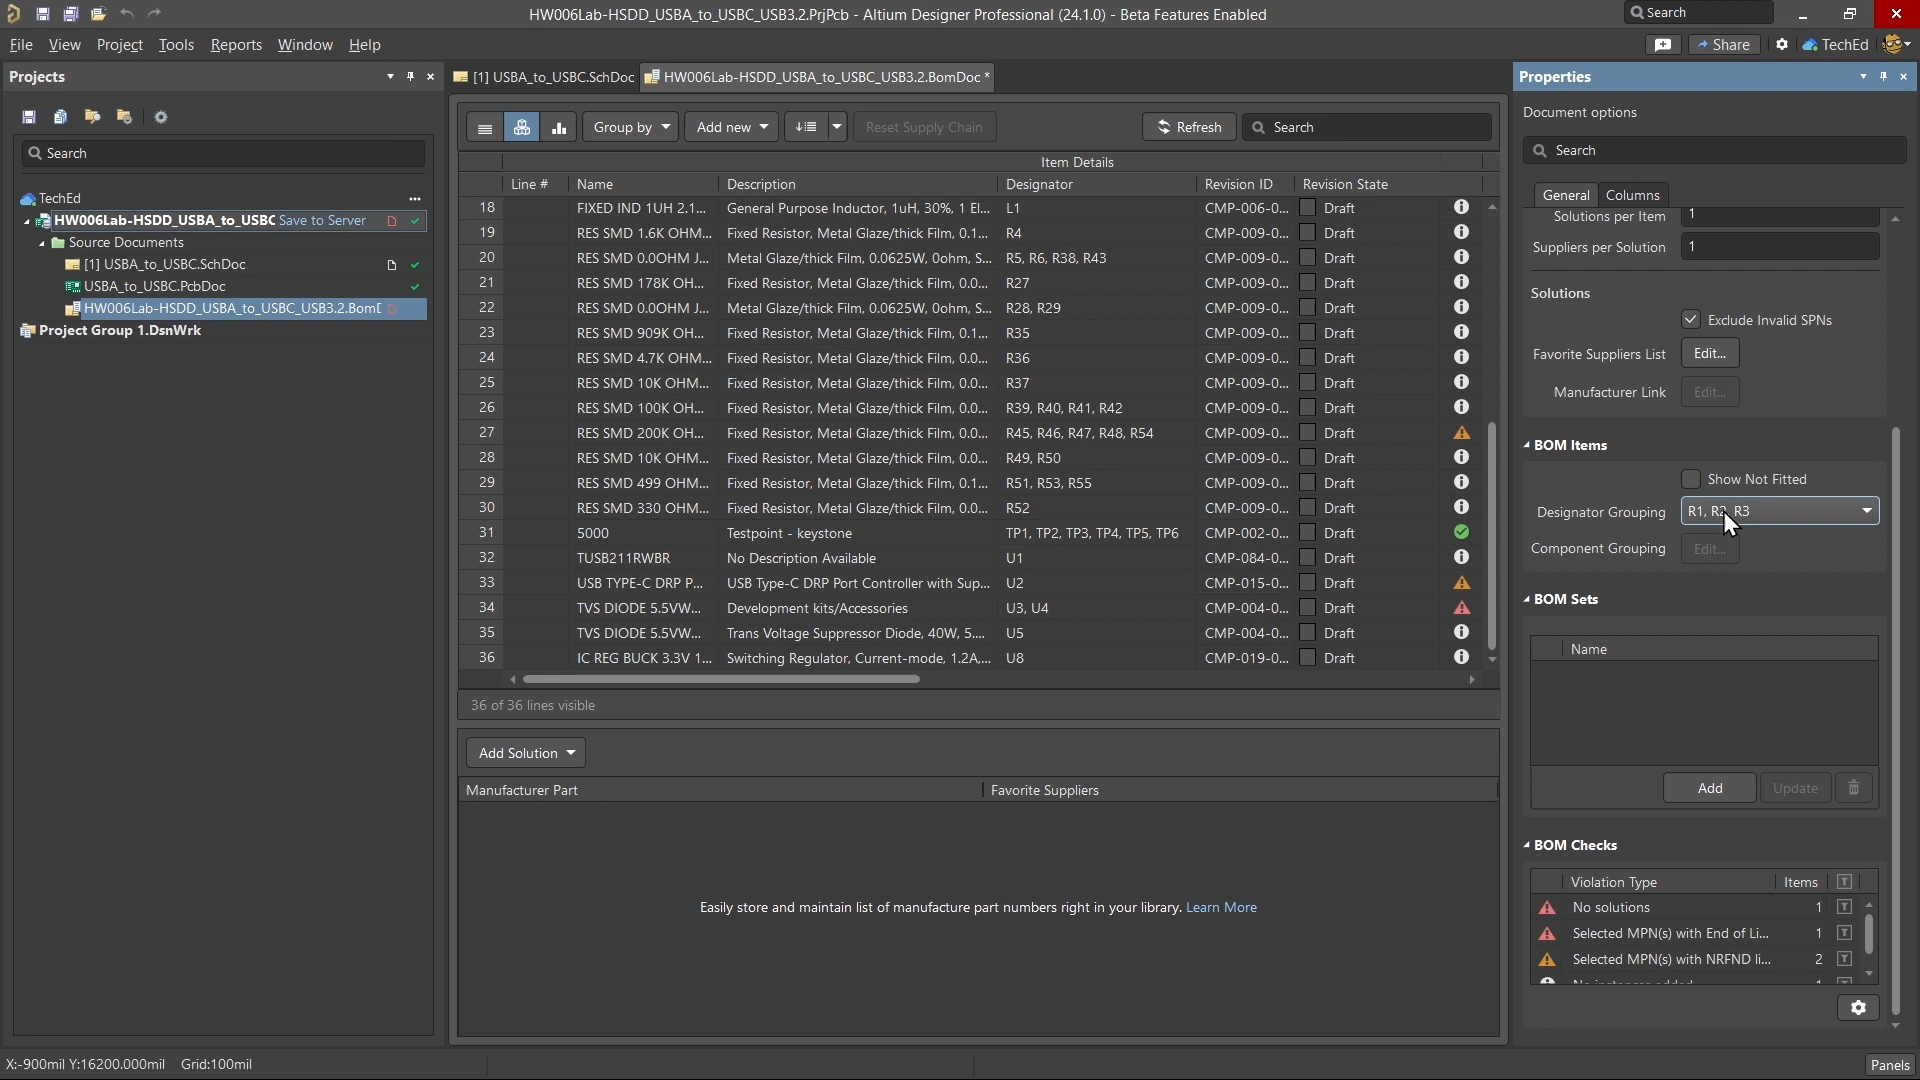 HW006Lab-HSDD_USBA_to_USBC_USB3.2.PrjPcb - Altium Designer Professional (24.1.0) - Beta Features Enabled
Search
File View Project Tools Reports Window Help
Share
TechEd
Projects
Search
TechEd
HW006Lab-HSDD_USBA_to_USBC Save to Server
Source Documents
[1] USBA_to_USBC.SchDoc
USBA_to_USBC.PcbDoc
HW006Lab-HSDD_USBA_to_USBC_USB3.2.BomD
Project Group 1.DsnWrk
[1] USBA_to_USBC.SchDoc HW006Lab-HSDD_USBA_to_USBC_USB3.2.BomDoc *
Group by Add new Reset Supply Chain Refresh Search
Item Details
Line # Name Description Designator Revision ID Revision State
18 FIXED IND 1UH 2.1... General Purpose Inductor, 1uH, 30%, 1 El... L1 CMP-006-0... Draft
19 RES SMD 1.6K OHM... Fixed Resistor, Metal Glaze/thick Film, 0.1... R4 CMP-009-0... Draft
20 RES SMD 0.0OHM J... Metal Glaze/thick Film, 0.0625W, 0ohm, S... R5, R6, R38, R43 CMP-009-0... Draft
21 RES SMD 178K OH... Fixed Resistor, Metal Glaze/thick Film, 0.0... R27 CMP-009-0... Draft
22 RES SMD 0.0OHM J... Metal Glaze/thick Film, 0.0625W, 0ohm, S... R28, R29 CMP-009-0... Draft
23 RES SMD 909K OH... Fixed Resistor, Metal Glaze/thick Film, 0.1... R35 CMP-009-0... Draft
24 RES SMD 4.7K OHM... Fixed Resistor, Metal Glaze/thick Film, 0.0... R36 CMP-009-0... Draft
25 RES SMD 10K OHM... Fixed Resistor, Metal Glaze/thick Film, 0.0... R37 CMP-009-0... Draft
26 RES SMD 100K OH... Fixed Resistor, Metal Glaze/thick Film, 0.0... R39, R40, R41, R42 CMP-009-0... Draft
27 RES SMD 200K OH... Fixed Resistor, Metal Glaze/thick Film, 0.0... R45, R46, R47, R48, R54 CMP-009-0... Draft
28 RES SMD 10K OHM... Fixed Resistor, Metal Glaze/thick Film, 0.0... R49, R50 CMP-009-0... Draft
29 RES SMD 499 OHM... Fixed Resistor, Metal Glaze/thick Film, 0.1... R51, R53, R55 CMP-009-0... Draft
30 RES SMD 330 OHM... Fixed Resistor, Metal Glaze/thick Film, 0.0... R52 CMP-009-0... Draft
31 5000 Testpoint - keystone TP1, TP2, TP3, TP4, TP5, TP6 CMP-002-0... Draft
32 TUSB211RWBR No Description Available U1 CMP-084-0... Draft
33 USB TYPE-C DRP P... USB Type-C DRP Port Controller with Sup... U2 CMP-015-0... Draft
34 TVS DIODE 5.5VW... Development kits/Accessories U3, U4 CMP-004-0... Draft
35 TVS DIODE 5.5VW... Trans Voltage Suppressor Diode, 40W, 5.... U5 CMP-004-0... Draft
36 IC REG BUCK 3.3V 1... Switching Regulator, Current-mode, 1.2A,... U8 CMP-019-0... Draft
36 of 36 lines visible
Add Solution
Manufacturer Part Favorite Suppliers
Easily store and maintain list of manufacture part numbers right in your library. Learn More
Properties
Document options
Search
General Columns
Solutions per Item 1
Suppliers per Solution 1
Solutions
Exclude Invalid SPNs
Favorite Suppliers List Edit...
Manufacturer Link Edit...
BOM Items
Show Not Fitted
Designator Grouping R1, R2, R3
Component Grouping Edit...
BOM Sets
Name
Add Update
BOM Checks
Violation Type Items
No solutions 1
Selected MPN(s) with End of Li... 1
Selected MPN(s) with NRFND li... 2
X:-900mil Y:16200.000mil Grid:100mil
Panels